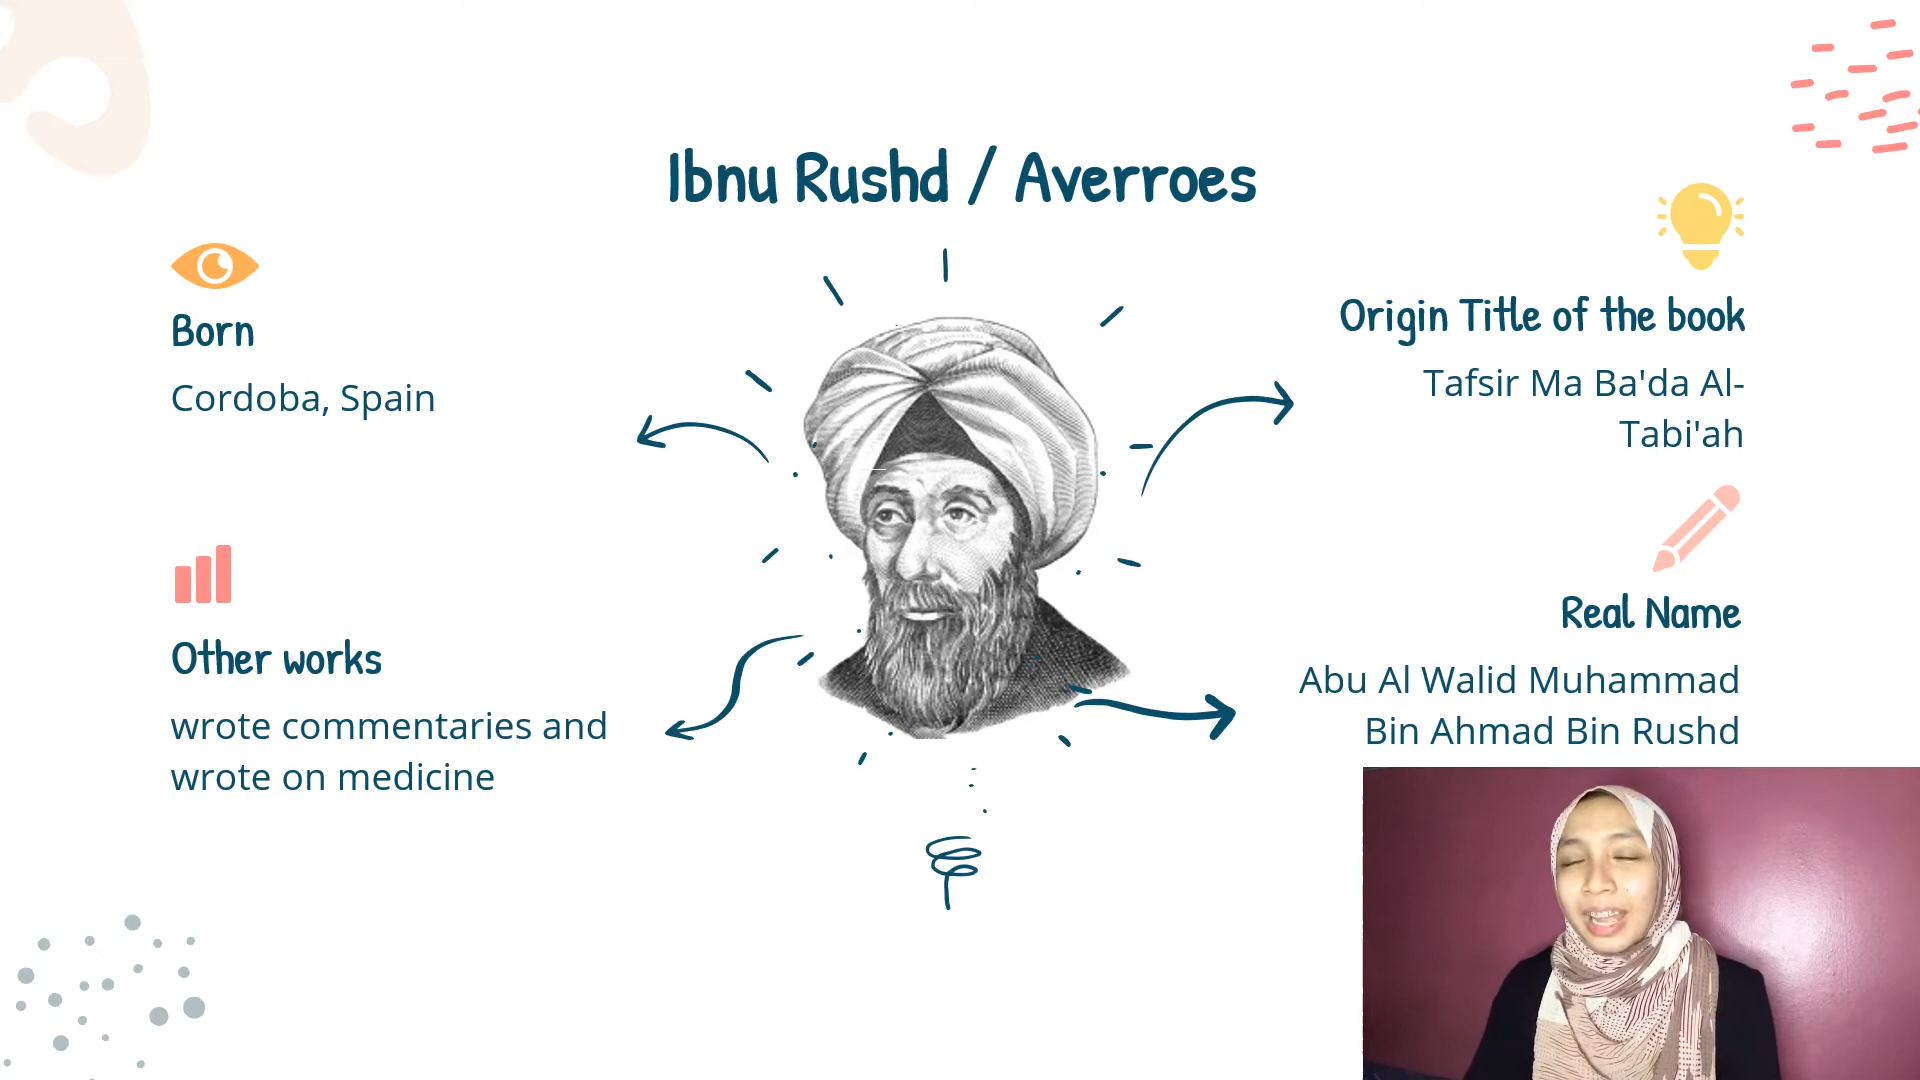 Ibnu Rushd / Averroes
Born
Cordoba, Spain
Other works
wrote commentaries and
wrote on medicine
Origin Title of the book
Tafsir Ma Ba'da Al-
Tabi'ah
Real Name
Abu Al Walid Muhammad
Bin Ahmad Bin Rushd